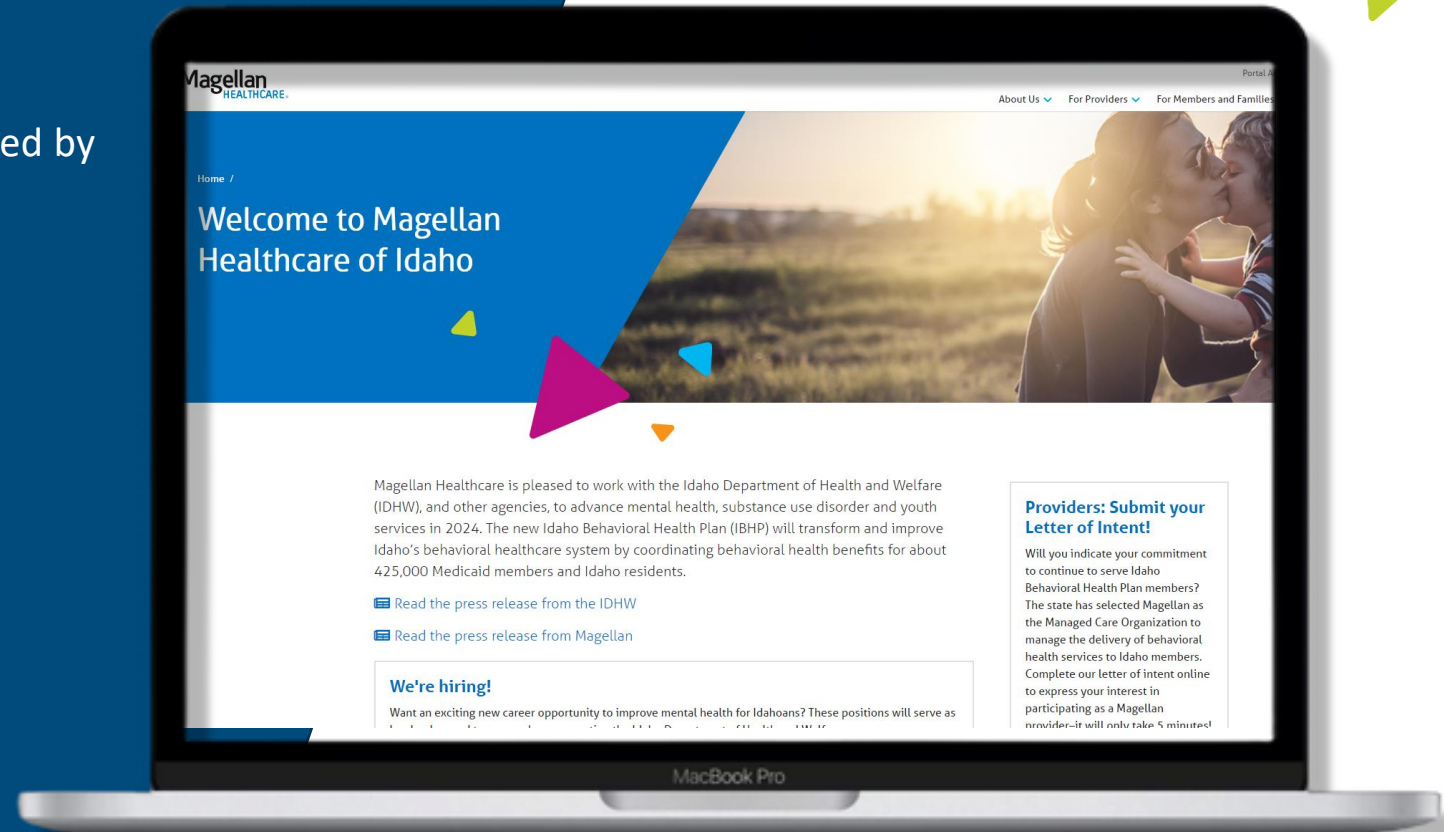 ed by
Magellan
HEALTHCARE.
Portal A
About Us For Providers For Members and Families
Home /
Welcome to Magellan
Healthcare of Idaho
Magellan Healthcare is pleased to work with the Idaho Department of Health and Welfare
(IDHW), and other agencies, to advance mental health, substance use disorder and youth
services in 2024. The new Idaho Behavioral Health Plan (IBHP) will transform and improve
Idaho's behavioral healthcare system by coordinating behavioral health benefits for about
425,000 Medicaid members and Idaho residents.
Read the press release from the IDHW
Read the press release from Magellan
We're hiring!
Want an exciting new career opportunity to improve mental health for Idahoans? These positions will serve as
Providers: Submit your
Letter of Intent!
Will you indicate your commitment
to continue to serve Idaho
Behavioral Health Plan members?
The state has selected Magellan as
the Managed Care Organization to
manage the delivery of behavioral
health services to Idaho members.
Complete our letter of intent online
to express your interest in
participating as a Magellan
provider–it will only take 5 minutes!
MacBook Pro